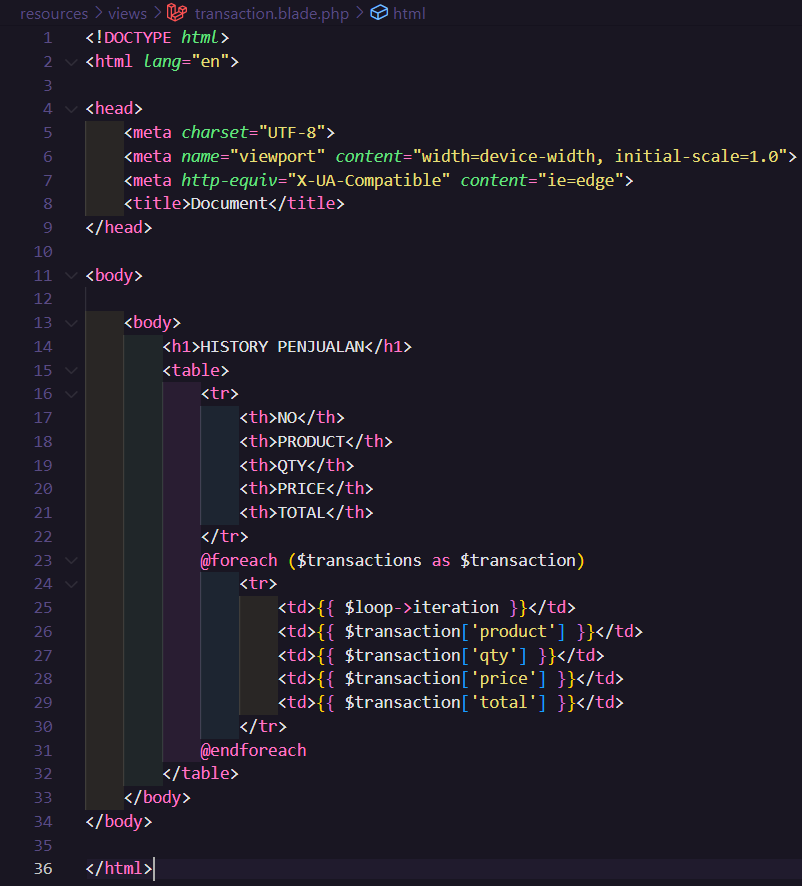 resources > views > transaction.blade.php > html
1 <!DOCTYPE html>
2 <html lang="en">
3
4 <head>
5     <meta charset="UTF-8">
6     <meta name="viewport" content="width=device-width, initial-scale=1.0">
7     <meta http-equiv="X-UA-Compatible" content="ie=edge">
8     <title>Document</title>
9 </head>
10
11 <body>
12
13     <body>
14         <h1>HISTORY PENJUALAN</h1>
15         <table>
16             <tr>
17                 <th>NO</th>
18                 <th>PRODUCT</th>
19                 <th>QTY</th>
20                 <th>PRICE</th>
21                 <th>TOTAL</th>
22             </tr>
23             @foreach ($transactions as $transaction)
24                 <tr>
25                     <td>{{ $loop->iteration }}</td>
26                     <td>{{ $transaction['product'] }}</td>
27                     <td>{{ $transaction['qty'] }}</td>
28                     <td>{{ $transaction['price'] }}</td>
29                     <td>{{ $transaction['total'] }}</td>
30                 </tr>
31             @endforeach
32         </table>
33     </body>
34 </body>
35
36 </html>